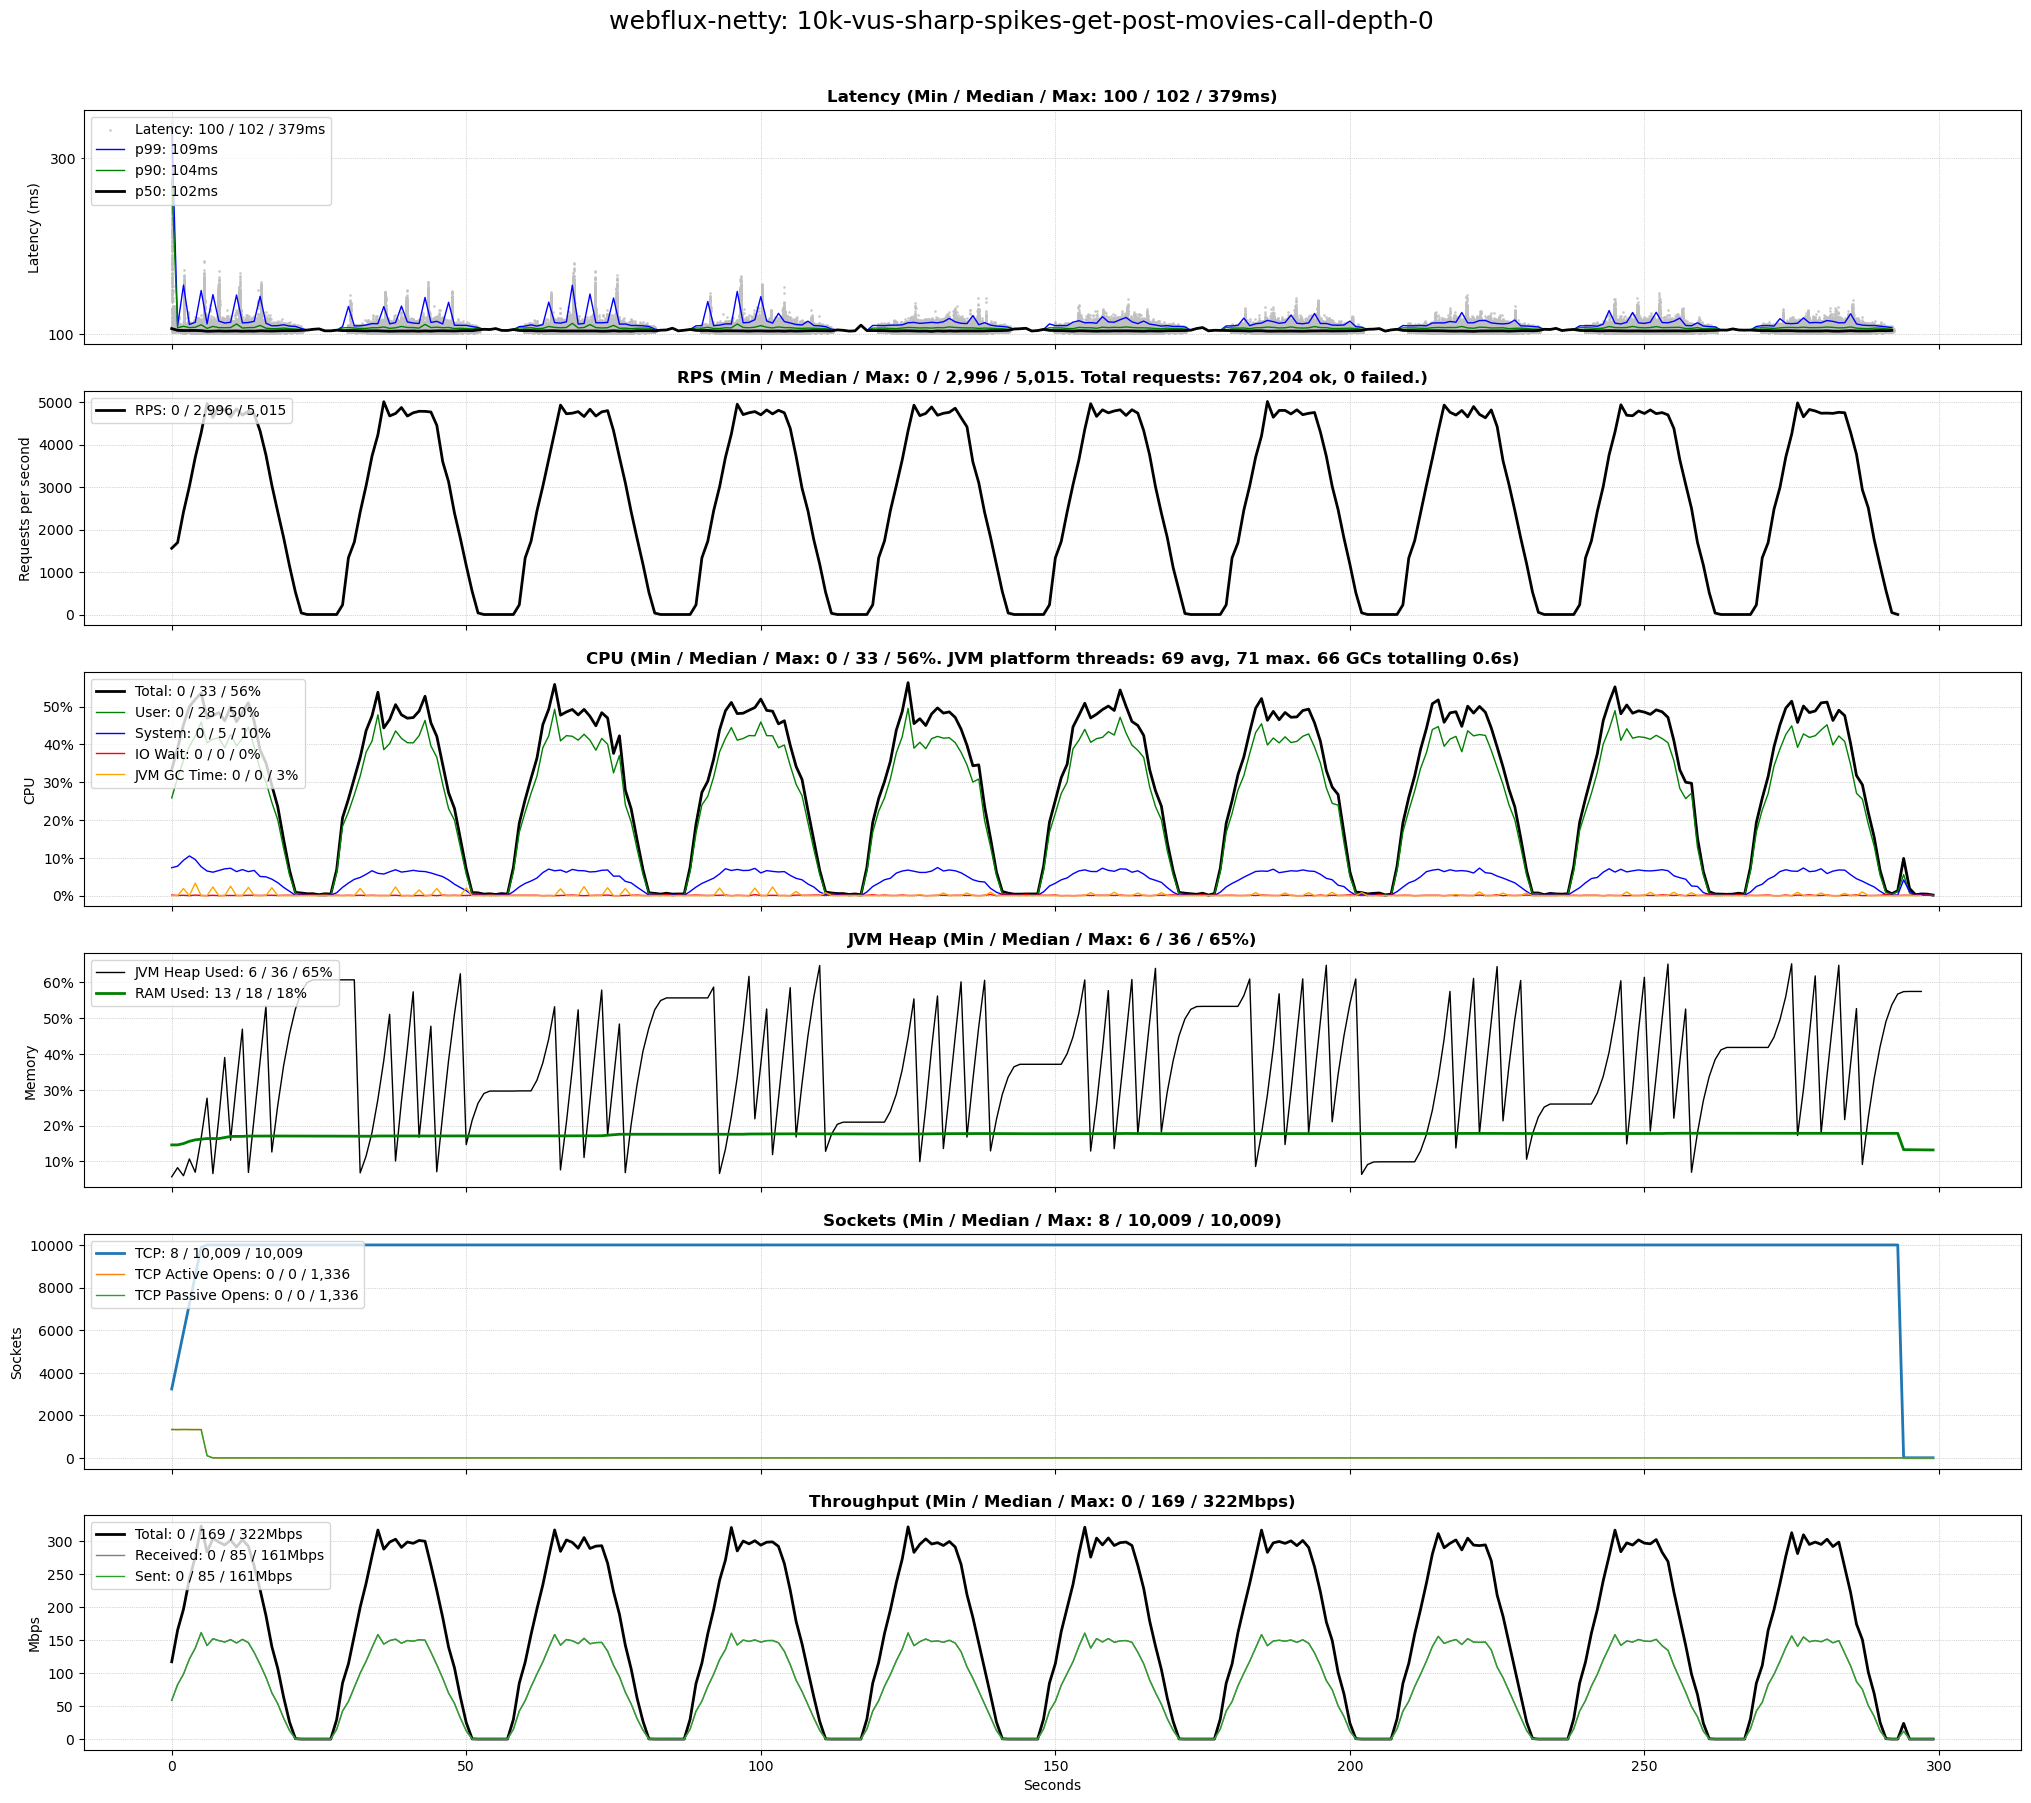 webflux-netty: 10k-vus-sharp-spikes-get-post-movies-call-depth-0
Latency (Min / Median / Max: 100 / 102 / 379ms)
Latency: 100 / 102 / 379ms
p99: 109ms
p90: 104ms
p50: 102ms
Latency (ms)
300
100
RPS (Min / Median / Max: 0 / 2,996 / 5,015. Total requests: 767,204 ok, 0 failed.)
RPS: 0 / 2,996 / 5,015
Requests per second
5000
4000
3000
2000
1000
0
CPU (Min / Median / Max: 0 / 33 / 56%. JVM platform threads: 69 avg, 71 max. 66 GCs totalling 0.6s)
Total: 0 / 33 / 56%
User: 0 / 28 / 50%
System: 0 / 5 / 10%
IO Wait: 0 / 0 / 0%
JVM GC Time: 0 / 0 / 3%
CPU
50%
40%
30%
20%
10%
0%
JVM Heap (Min / Median / Max: 6 / 36 / 65%)
JVM Heap Used: 6 / 36 / 65%
RAM Used: 13 / 18 / 18%
Memory
60%
50%
40%
30%
20%
10%
Sockets (Min / Median / Max: 8 / 10,009 / 10,009)
TCP: 8 / 10,009 / 10,009
TCP Active Opens: 0 / 0 / 1,336
TCP Passive Opens: 0 / 0 / 1,336
Sockets
10000
8000
6000
4000
2000
0
Throughput (Min / Median / Max: 0 / 169 / 322Mbps)
Total: 0 / 169 / 322Mbps
Received: 0 / 85 / 161Mbps
Sent: 0 / 85 / 161Mbps
Mbps
300
250
200
150
100
50
0
0 50 100 150 200 250 300
Seconds